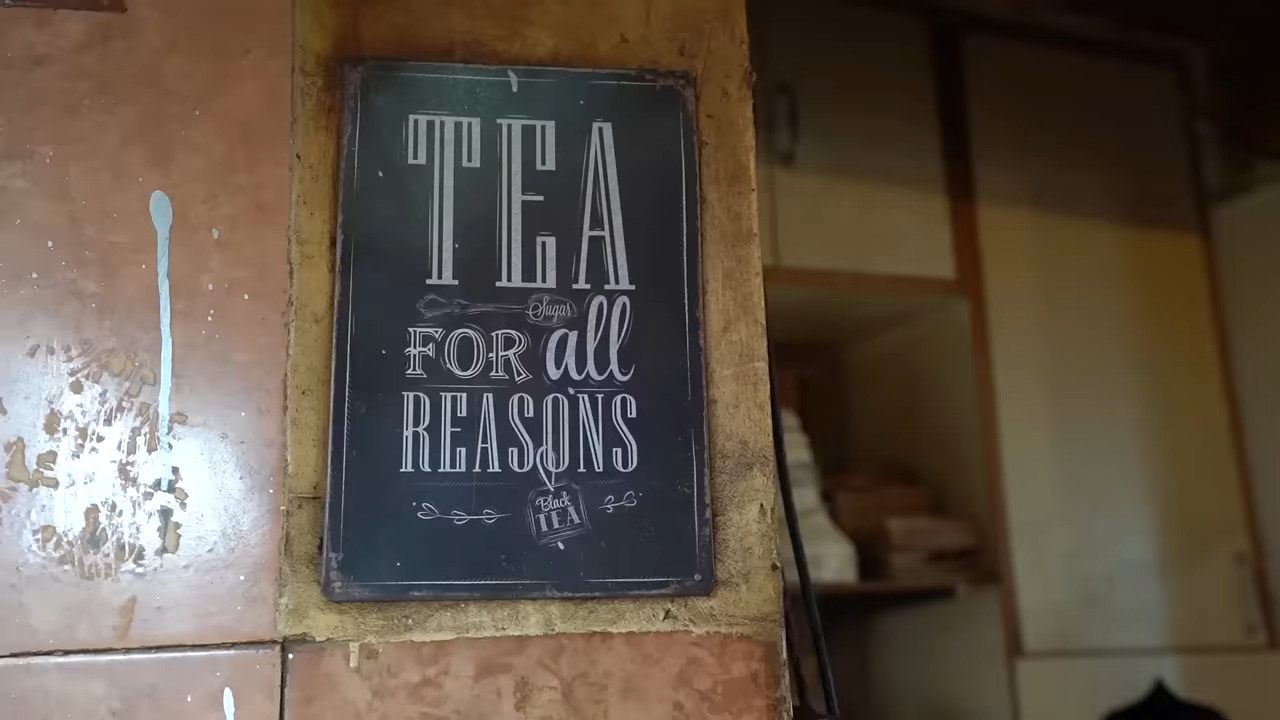 TEA
Sugar
FOR all
REASONS
Black
TEA